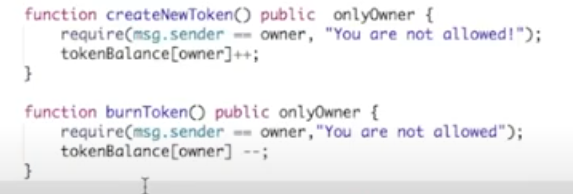 function createNewToken() public  onlyOwner {
    require(msg.sender == owner, "You are not allowed!");
    tokenBalance[owner]++;
}
function burnToken() public onlyOwner {
    require(msg.sender == owner,"You are not allowed");
    tokenBalance[owner] --;
}